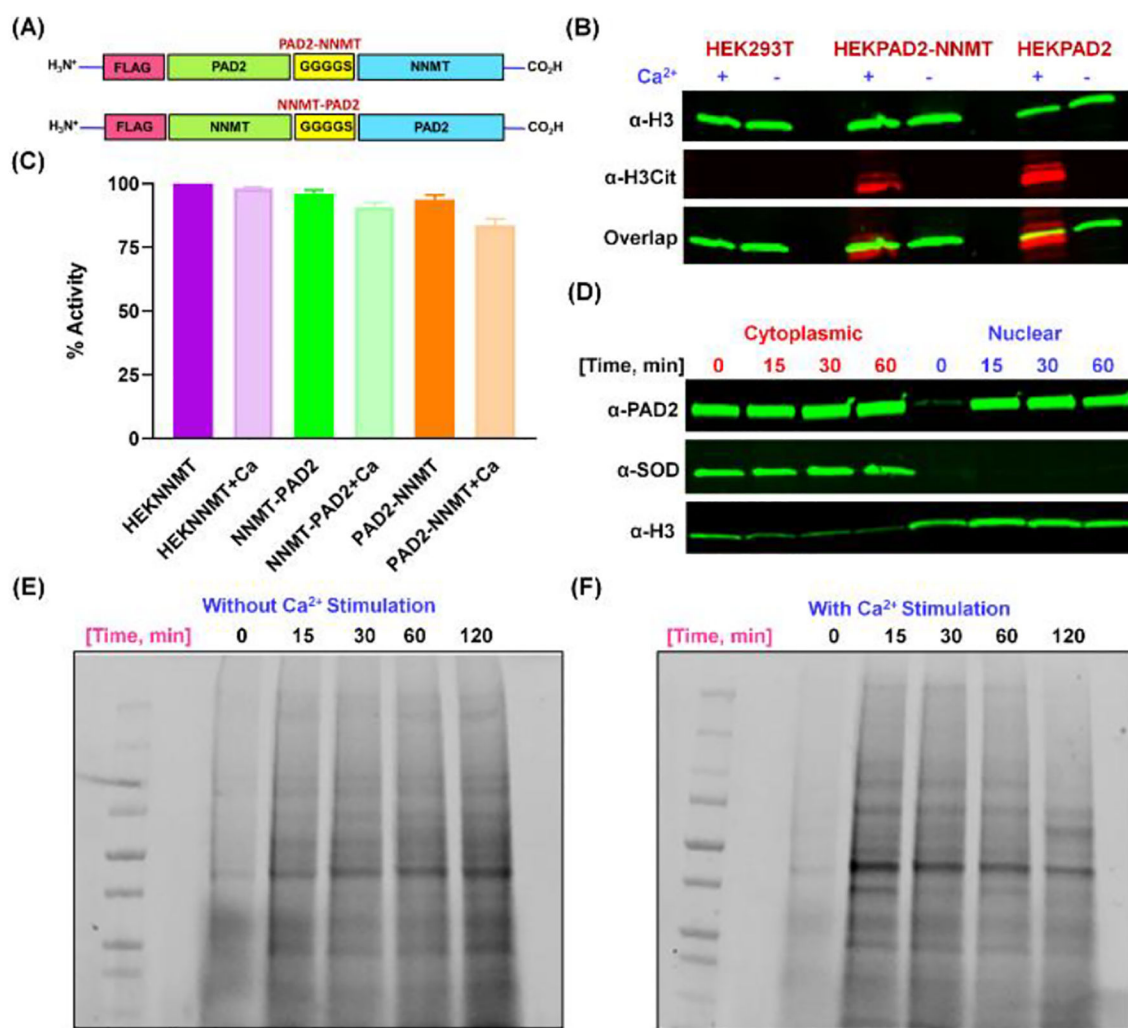 (A)
PAD2-NNMT
H₃N⁺ FLAG PAD2 GGGGS NNMT CO₂H
NNMT-PAD2
H₃N⁺ FLAG NNMT GGGGS PAD2 CO₂H
(B)
HEK293T HEKPAD2-NNMT HEKPAD2
Ca²⁺ + - + - + -
α-H3
α-H3Cit
Overlap
(C)
% Activity
100
75
50
25
0
HEKNNMT
HEKNNMT+Ca
NNMT-PAD2
NNMT-PAD2+Ca
PAD2-NNMT
PAD2-NNMT+Ca
(D)
Cytoplasmic Nuclear
[Time, min] 0 15 30 60 0 15 30 60
α-PAD2
α-SOD
α-H3
(E)
Without Ca²⁺ Stimulation
[Time, min] 0 15 30 60 120
(F)
With Ca²⁺ Stimulation
[Time, min] 0 15 30 60 120